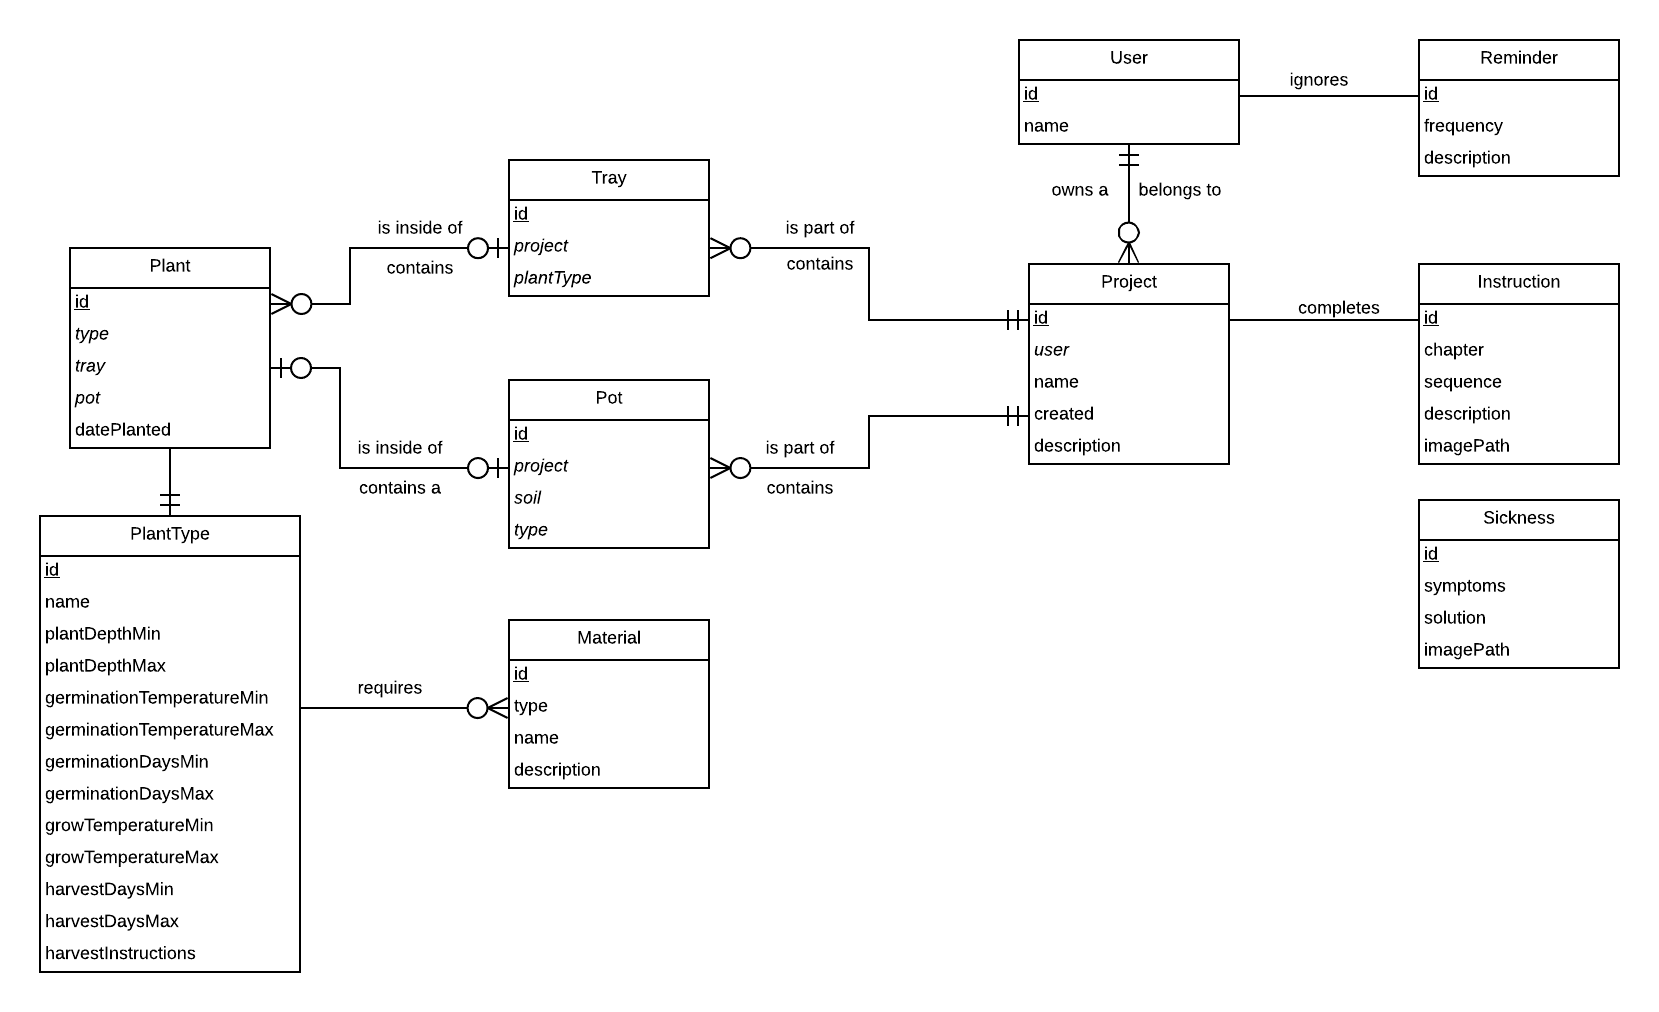 User
id
name
ignores
Reminder
id
frequency
description
owns a
belongs to
Tray
id
project
plantType
is inside of
contains
is part of
contains
Plant
id
type
tray
pot
datePlanted
Project
id
user
name
created
description
completes
Instruction
id
chapter
sequence
description
imagePath
Pot
id
project
soil
type
is inside of
contains a
is part of
contains
Sickness
id
symptoms
solution
imagePath
PlantType
id
name
plantDepthMin
plantDepthMax
germinationTemperatureMin
germinationTemperatureMax
germinationDaysMin
germinationDaysMax
growTemperatureMin
growTemperatureMax
harvestDaysMin
harvestDaysMax
harvestInstructions
requires
Material
id
type
name
description